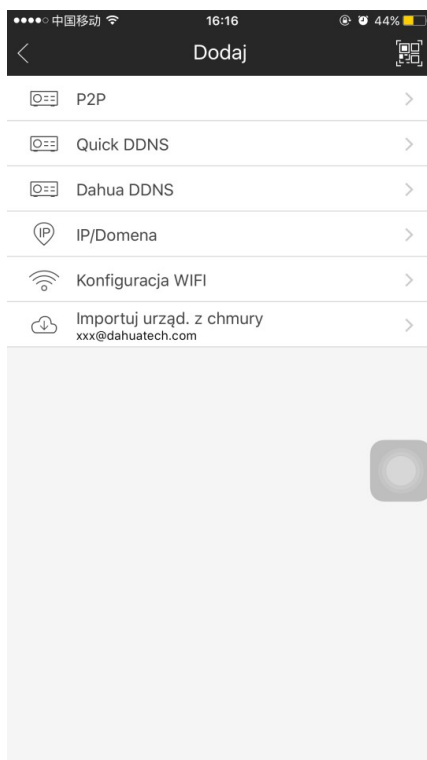 中国移动 16:16 44%
Dodaj
P2P
Quick DDNS
Dahua DDNS
IP
IP/Domena
Konfiguracja WIFI
Importuj urząd. z chmury
xxx@dahuatech.com